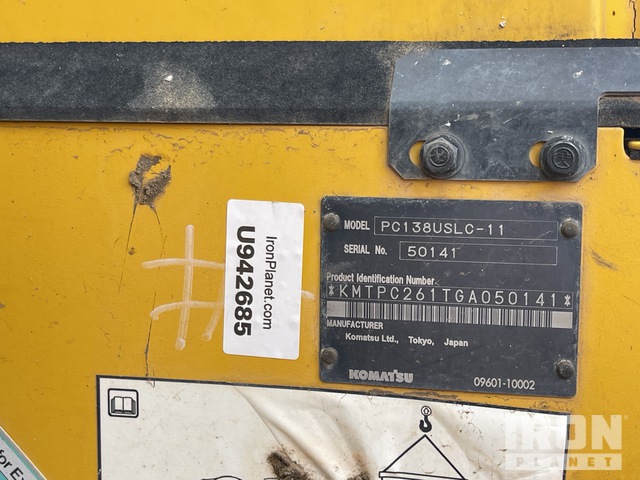 MODEL PC138USLC-11
SERIAL No. 50141
Product Identification Number
*KMTPC261TGA050141*
MANUFACTURER
Komatsu Ltd., Tokyo, Japan
KOMATSU 09601-10002
IronPlanet.com
U942685
for E
IRON
PLANET